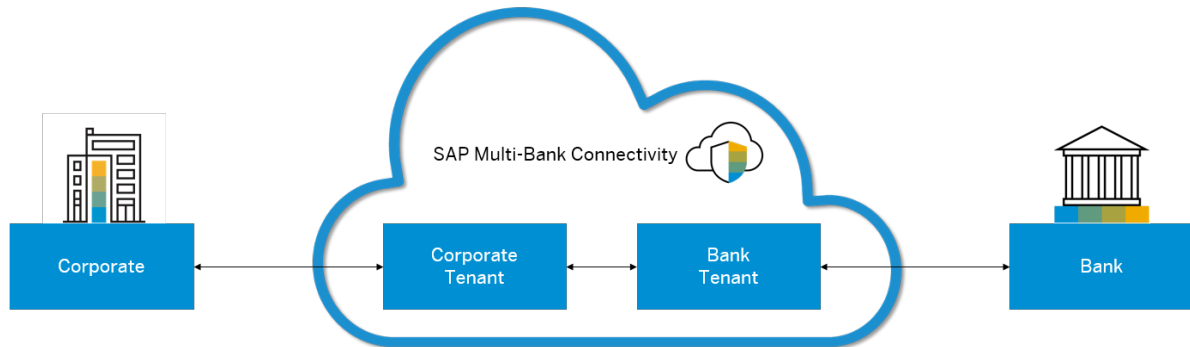 SAP Multi-Bank Connectivity
Corporate
Corporate
Tenant
Bank
Tenant
Bank